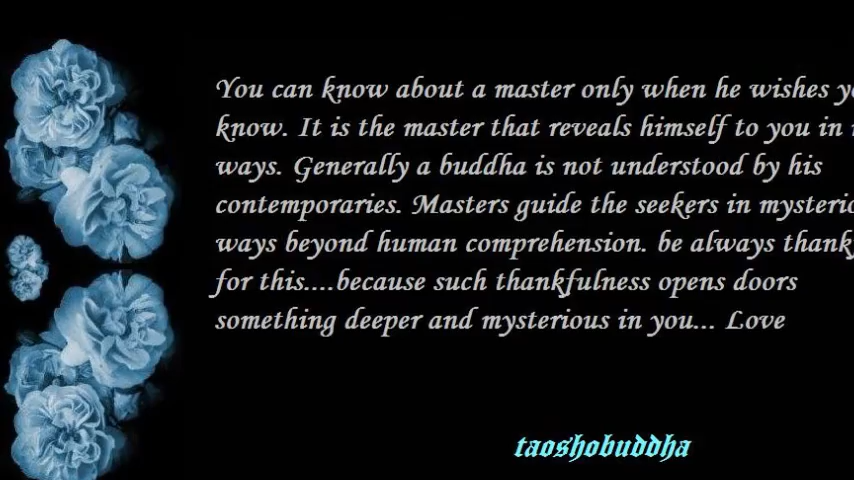 You can know about a master only when he wishes
know. It is the master that reveals himself to you in
ways. Generally a buddha is not understood by his
contemporaries. Masters guide the seekers in
ways beyond human comprehension. be always
for this....because such thankfulness opens doors
something deeper and mysterious in you... Love
taoshobuddha